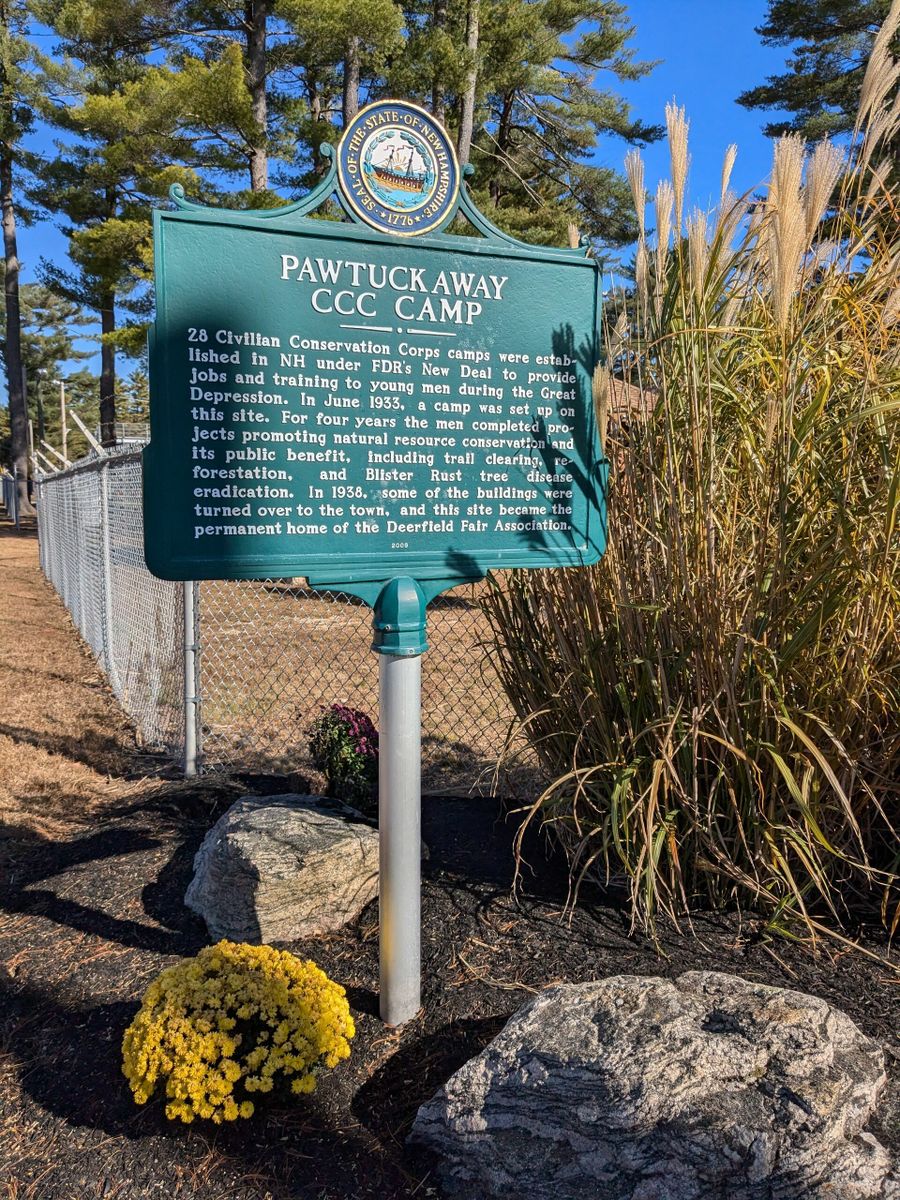 SEAL · OF · THE · STATE · OF · NEW HAMPSHIRE
★ 1776 ★
PAWTUCKAWAY
CCC CAMP
28 Civilian Conservation Corps camps were estab-
lished in NH under FDR's New Deal to provide
jobs and training to young men during the Great
Depression. In June 1933, a camp was set up on
this site. For four years the men completed pro-
jects promoting natural resource conservation and
its public benefit, including trail clearing, re-
forestation, and Blister Rust tree disease
eradication. In 1938, some of the buildings were
turned over to the town, and this site became the
permanent home of the Deerfield Fair Association.
2009